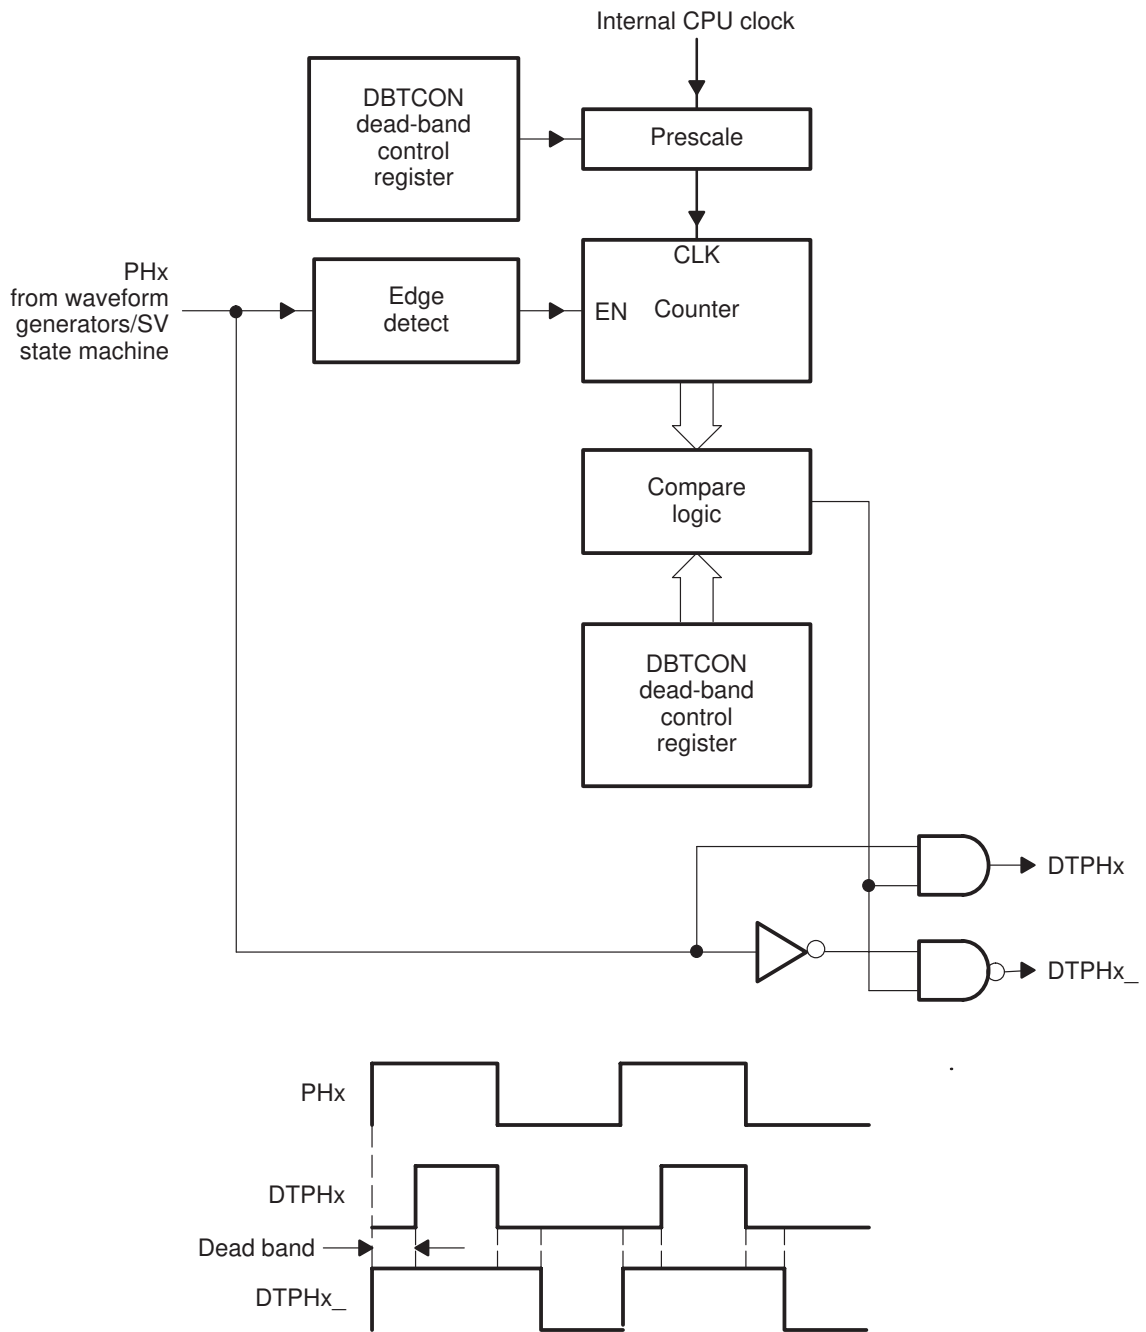 Internal CPU clock
DBTCON
dead-band
control
register
Prescale
CLK
EN Counter
PHx
from waveform
generators/SV
state machine
Edge
detect
Compare
logic
DBTCON
dead-band
control
register
DTPHx
DTPHx_
PHx
DTPHx
Dead band
DTPHx_